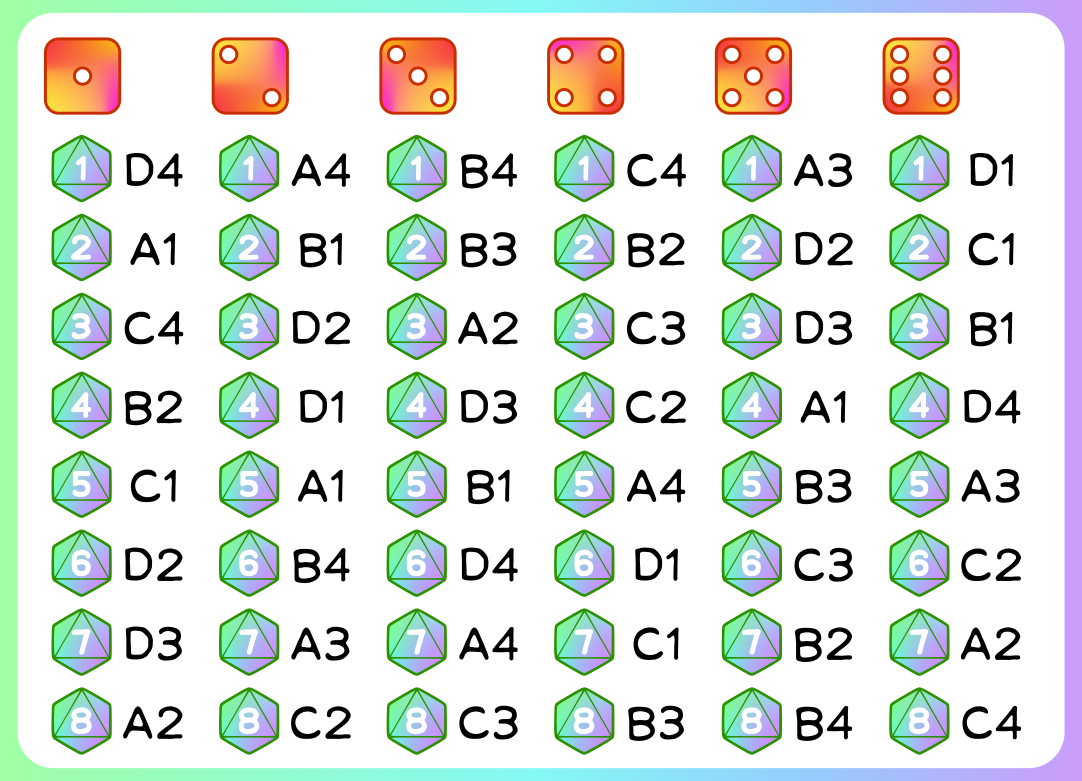 1 D4 1 A4 1 B4 1 C4 1 A3 1 D1
2 A1 2 B1 2 B3 2 B2 2 D2 2 C1
3 C4 3 D2 3 A2 3 C3 3 D3 3 B1
4 B2 4 D1 4 D3 4 C2 4 A1 4 D4
5 C1 5 A1 5 B1 5 A4 5 B3 5 A3
6 D2 6 B4 6 D4 6 D1 6 C3 6 C2
7 D3 7 A3 7 A4 7 C1 7 B2 7 A2
8 A2 8 C2 8 C3 8 B3 8 B4 8 C4